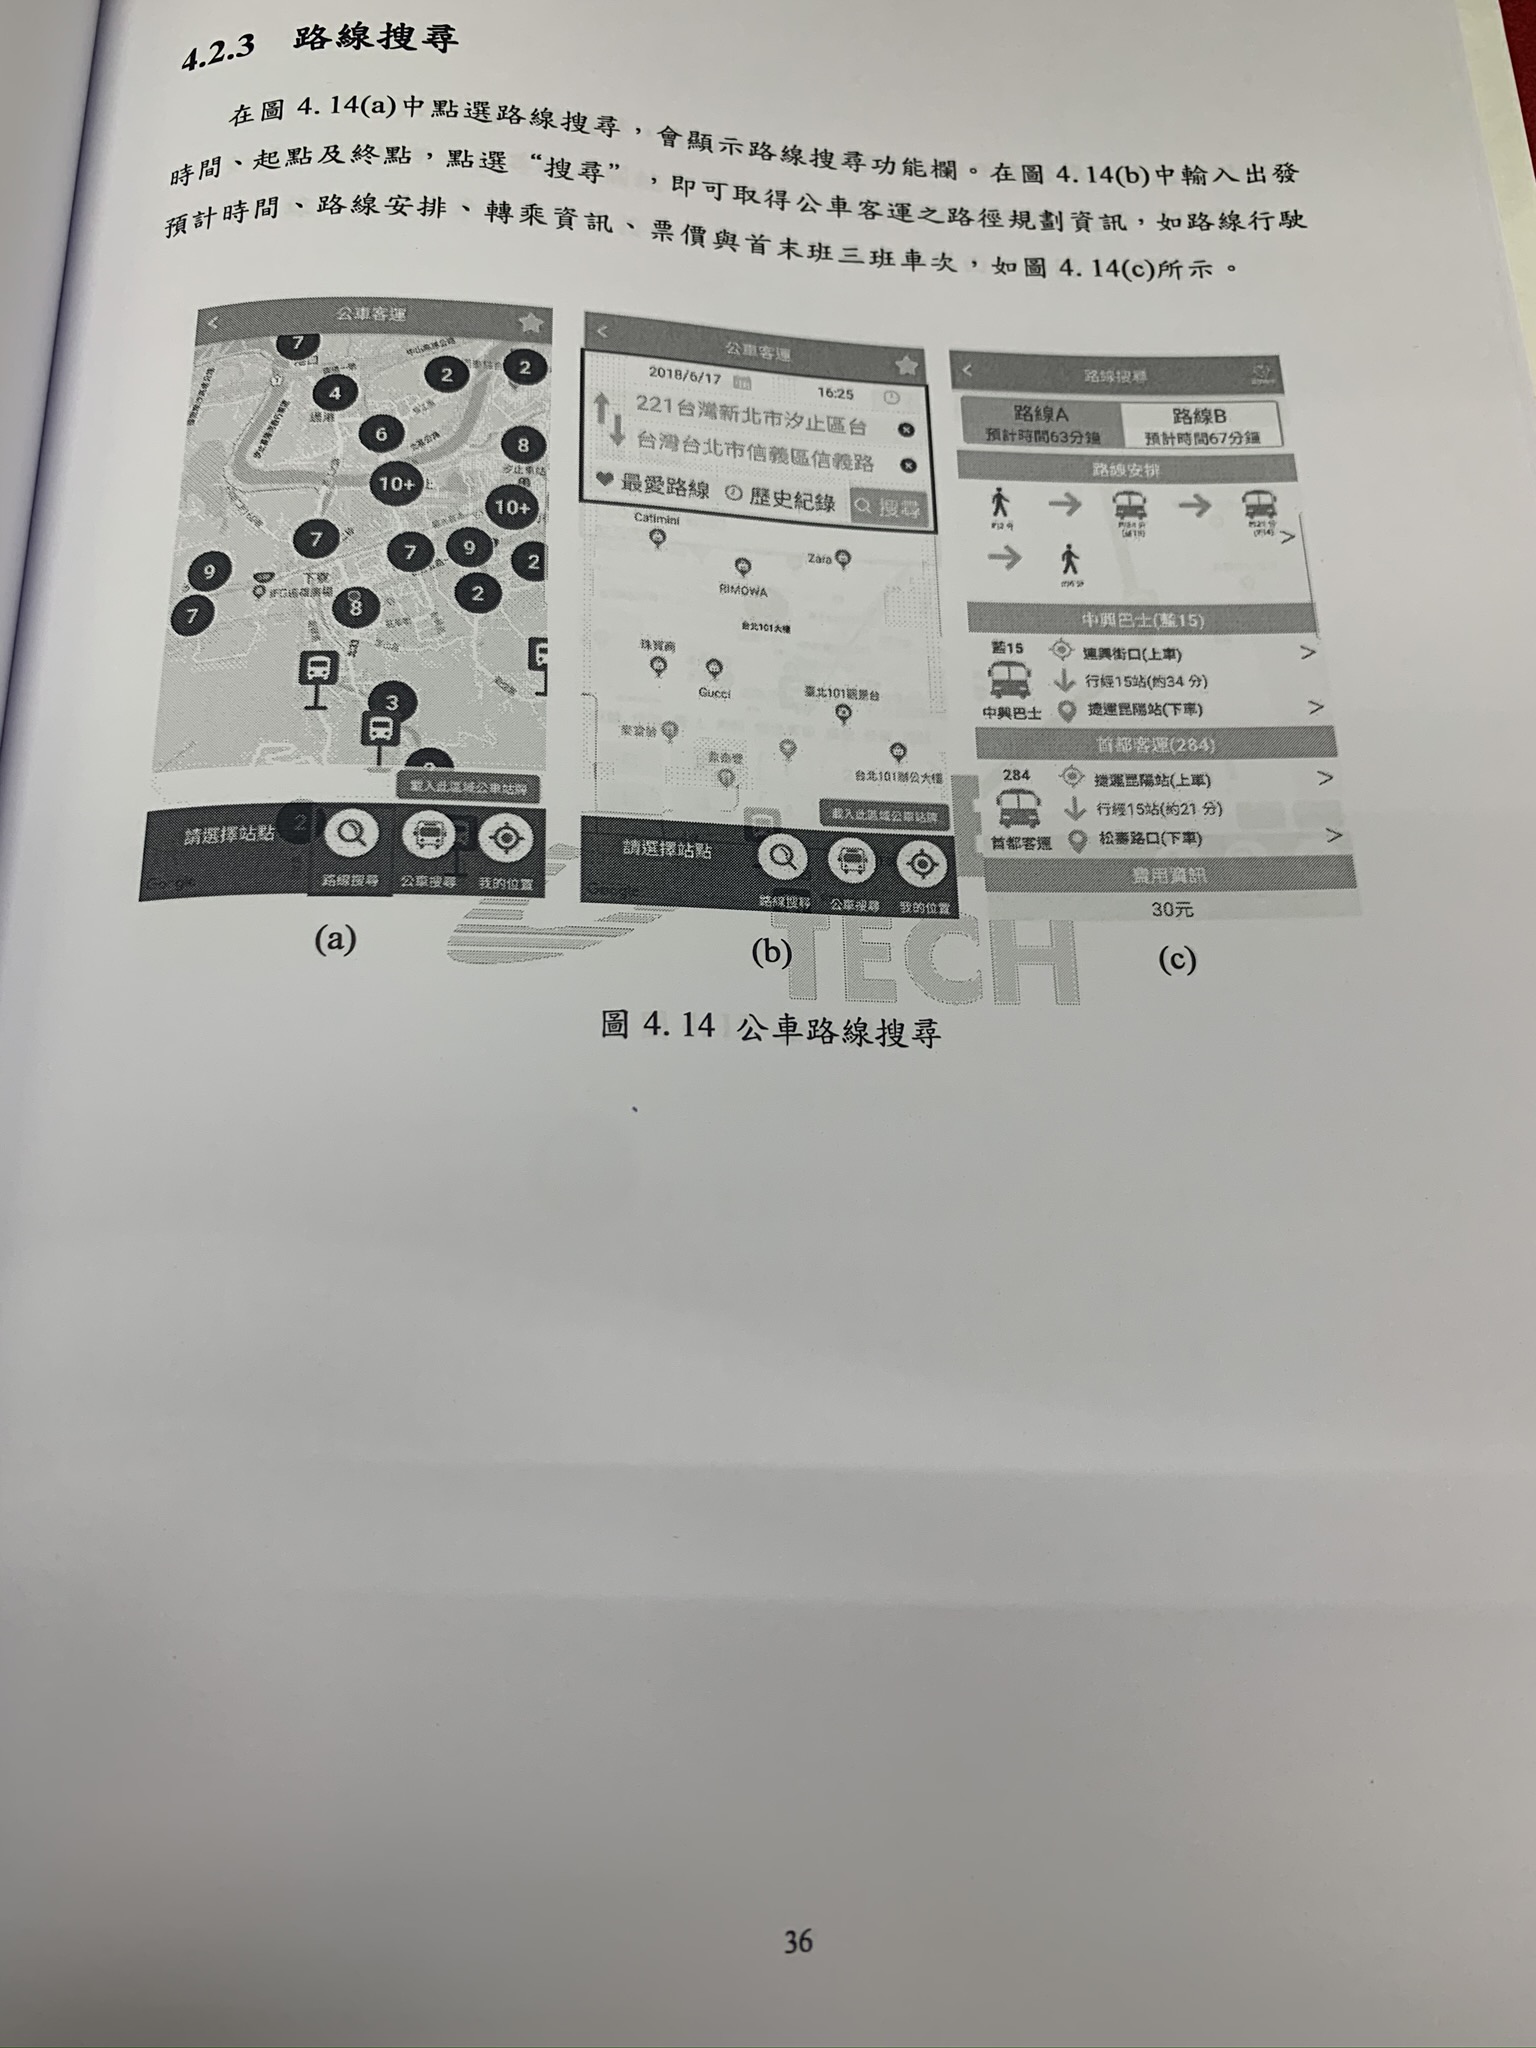 4.2.3 路線搜尋
在圖 4.14(a)中點選路線搜尋，會顯示路線搜尋功能欄。在圖 4.14(b)中輸入出發
時間、起點及終點，點選“搜尋”，即可取得公車客運之路徑規劃資訊，如路線行駛
預計時間、路線安排、轉乘資訊、票價與首末班三班車次，如圖 4.14(c)所示。
公車客運
7
2
2
4
6
8
10+
10+
7
7
9
2
9
7
8
2
下寮
3
載入此區域公車站牌
請選擇站點
2
路線搜尋
公車搜尋
我的位置
Google
(a)
公車客運
2018/6/17
16:25
221台灣新北市汐止區台
台灣台北市信義區信義路
最愛路線
歷史紀錄
搜尋
Catimini
Zara
RIMOWA
台北101大樓
珠寶商
Gucci
臺北101觀景台
台北101辦公大樓
載入此區域公車站牌
請選擇站點
路線搜尋
公車搜尋
我的位置
Google
(b)
路線搜尋
路線A
預計時間63分鐘
路線B
預計時間67分鐘
路線安排
中興巴士(藍15)
藍15
連興街口(上車)
行經15站(約34 分)
中興巴士
捷運昆陽站(下車)
首都客運(284)
284
捷運昆陽站(上車)
行經15站(約21 分)
首都客運
松壽路口(下車)
費用資訊
30元
(c)
TECH
圖 4.14 公車路線搜尋
36